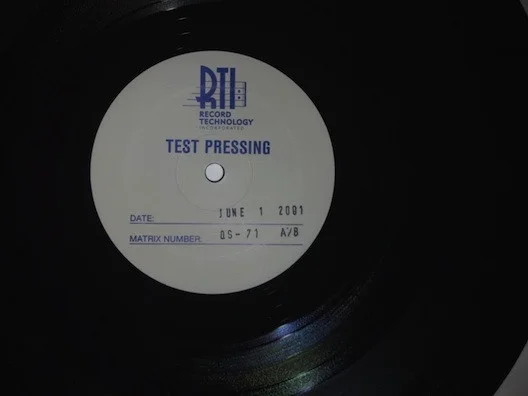 RTI
RECORD
TECHNOLOGY
INCORPORATED
TEST PRESSING
DATE: JUNE 1 2001
MATRIX NUMBER: QS-71 A/B